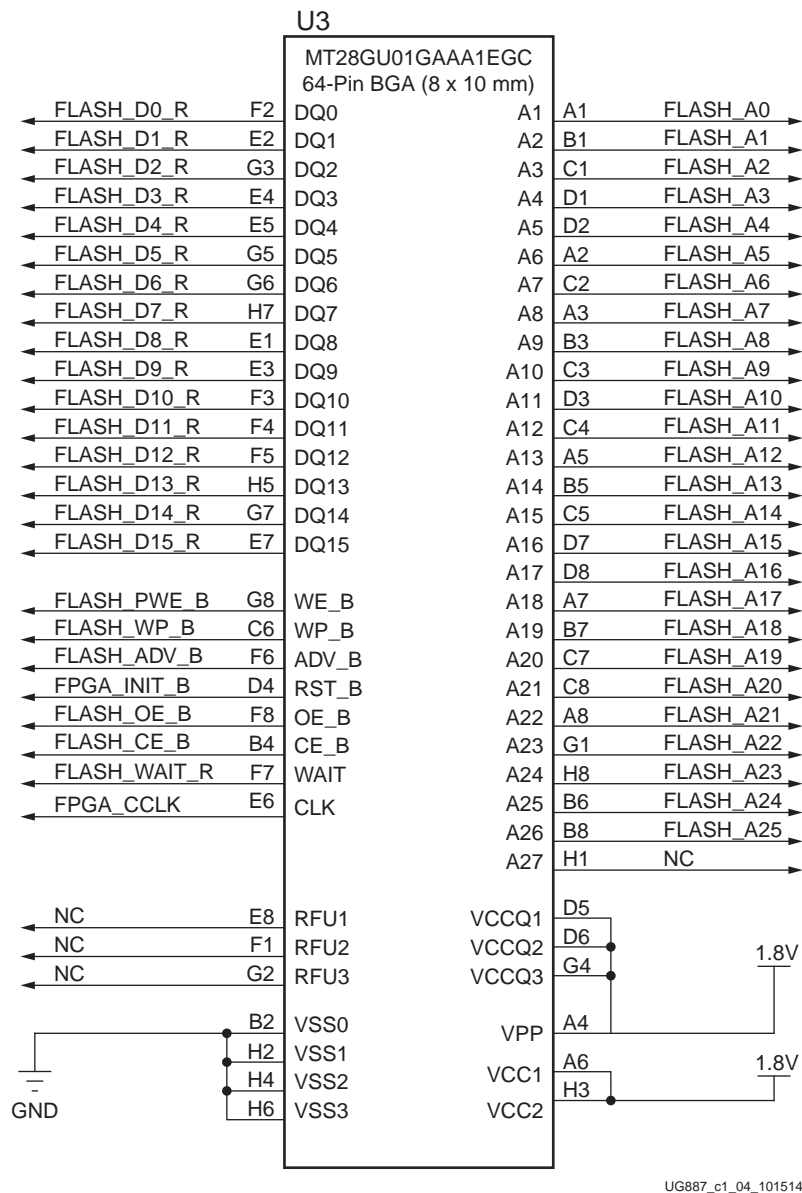 U3
MT28GU01GAAA1EGC
64-Pin BGA (8 x 10 mm)
FLASH_D0_R F2 DQ0 A1 A1 FLASH_A0
FLASH_D1_R E2 DQ1 A2 B1 FLASH_A1
FLASH_D2_R G3 DQ2 A3 C1 FLASH_A2
FLASH_D3_R E4 DQ3 A4 D1 FLASH_A3
FLASH_D4_R E5 DQ4 A5 D2 FLASH_A4
FLASH_D5_R G5 DQ5 A6 A2 FLASH_A5
FLASH_D6_R G6 DQ6 A7 C2 FLASH_A6
FLASH_D7_R H7 DQ7 A8 A3 FLASH_A7
FLASH_D8_R E1 DQ8 A9 B3 FLASH_A8
FLASH_D9_R E3 DQ9 A10 C3 FLASH_A9
FLASH_D10_R F3 DQ10 A11 D3 FLASH_A10
FLASH_D11_R F4 DQ11 A12 C4 FLASH_A11
FLASH_D12_R F5 DQ12 A13 A5 FLASH_A12
FLASH_D13_R H5 DQ13 A14 B5 FLASH_A13
FLASH_D14_R G7 DQ14 A15 C5 FLASH_A14
FLASH_D15_R E7 DQ15 A16 D7 FLASH_A15
A17 D8 FLASH_A16
FLASH_PWE_B G8 WE_B A18 A7 FLASH_A17
FLASH_WP_B C6 WP_B A19 B7 FLASH_A18
FLASH_ADV_B F6 ADV_B A20 C7 FLASH_A19
FPGA_INIT_B D4 RST_B A21 C8 FLASH_A20
FLASH_OE_B F8 OE_B A22 A8 FLASH_A21
FLASH_CE_B B4 CE_B A23 G1 FLASH_A22
FLASH_WAIT_R F7 WAIT A24 H8 FLASH_A23
FPGA_CCLK E6 CLK A25 B6 FLASH_A24
A26 B8 FLASH_A25
A27 H1 NC
NC E8 RFU1 VCCQ1 D5
NC F1 RFU2 VCCQ2 D6
NC G2 RFU3 VCCQ3 G4 1.8V
B2 VSS0 VPP A4
H2 VSS1 VCC1 A6 1.8V
H4 VSS2
GND H6 VSS3 VCC2 H3
UG887_c1_04_101514